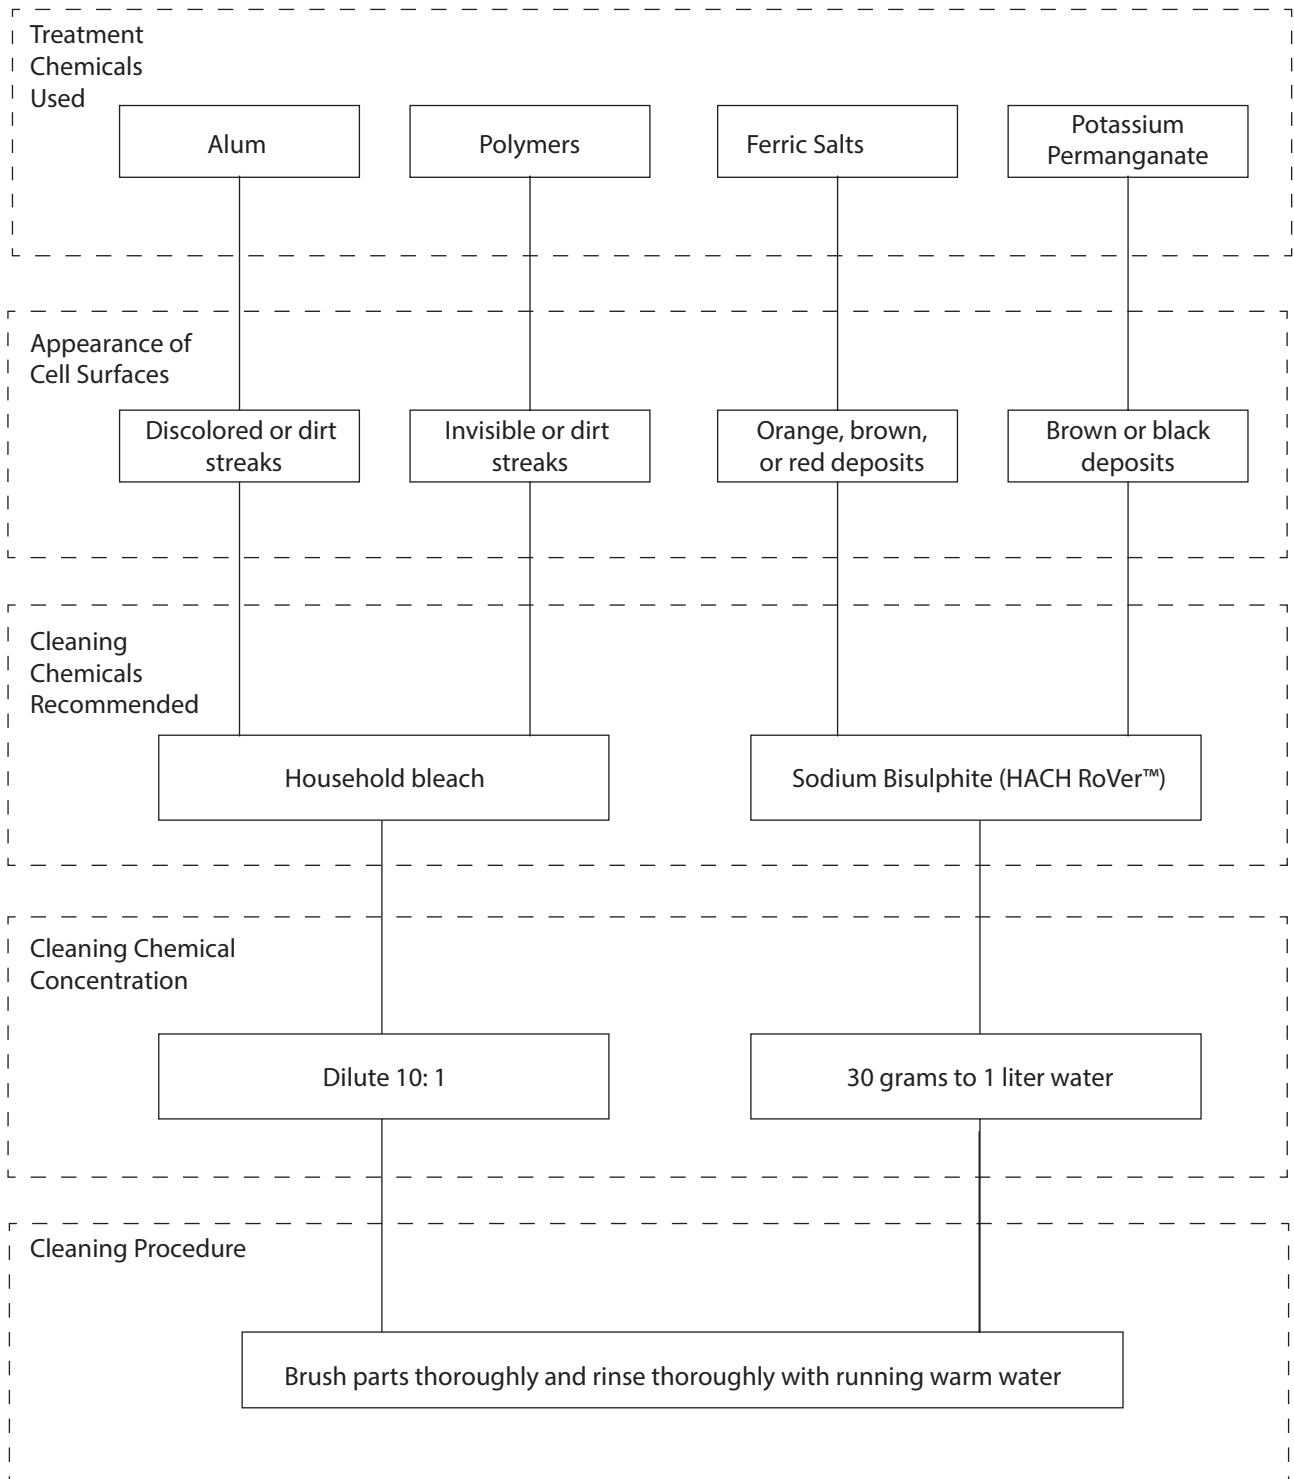 Treatment
Chemicals
Used
Alum
Polymers
Ferric Salts
Potassium
Permanganate
Appearance of
Cell Surfaces
Discolored or dirt
streaks
Invisible or dirt
streaks
Orange, brown,
or red deposits
Brown or black
deposits
Cleaning
Chemicals
Recommended
Household bleach
Sodium Bisulphite (HACH RoVer™)
Cleaning Chemical
Concentration
Dilute 10: 1
30 grams to 1 liter water
Cleaning Procedure
Brush parts thoroughly and rinse thoroughly with running warm water